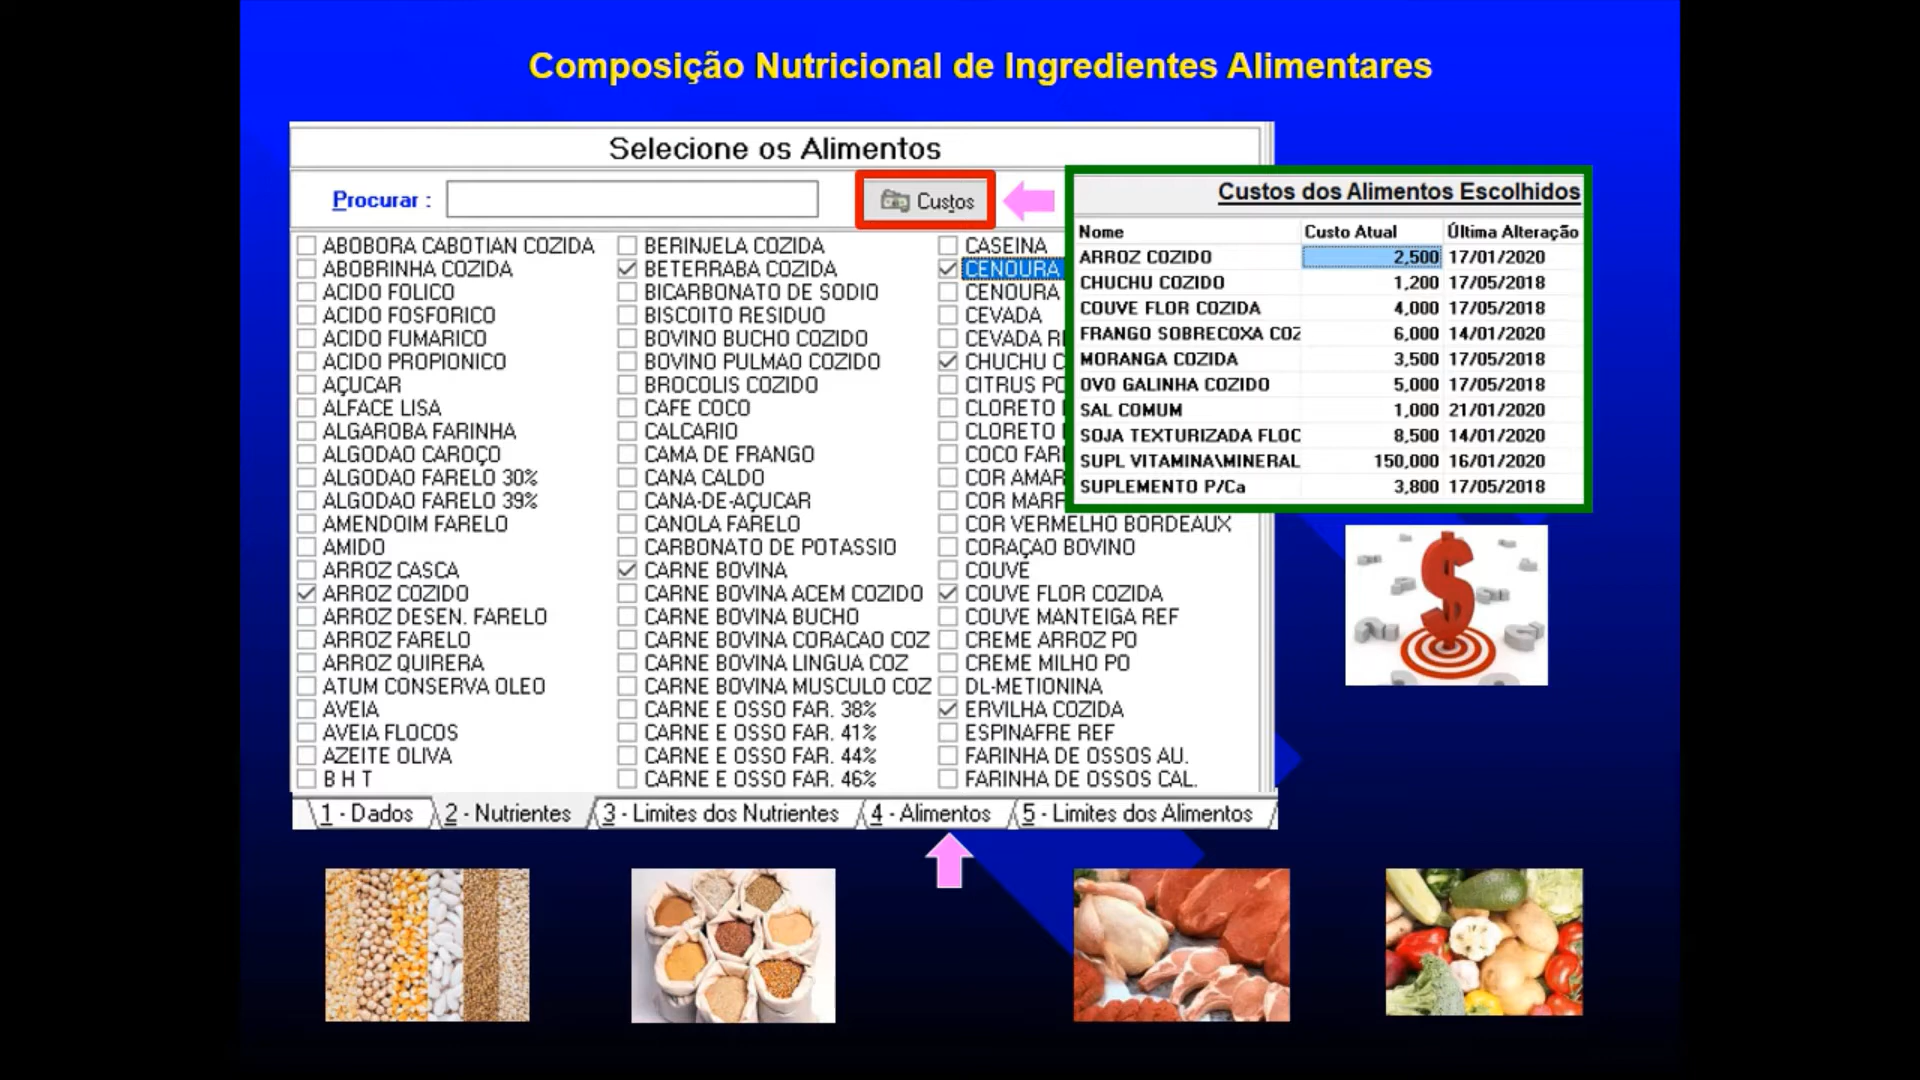 Composição Nutricional de Ingredientes Alimentares
Selecione os Alimentos
Procurar :
Custos
ABOBORA CABOTIAN COZIDA
ABOBRINHA COZIDA
ACIDO FOLICO
ACIDO FOSFORICO
ACIDO FUMARICO
ACIDO PROPIONICO
AÇUCAR
ALFACE LISA
ALGAROBA FARINHA
ALGODAO CAROÇO
ALGODAO FARELO 30%
ALGODAO FARELO 39%
AMENDOIM FARELO
AMIDO
ARROZ CASCA
ARROZ COZIDO
ARROZ DESEN. FARELO
ARROZ FARELO
ARROZ QUIRERA
ATUM CONSERVA OLEO
AVEIA
AVEIA FLOCOS
AZEITE OLIVA
B H T
BERINJELA COZIDA
BETERRABA COZIDA
BICARBONATO DE SODIO
BISCOITO RESIDUO
BOVINO BUCHO COZIDO
BOVINO PULMAO COZIDO
BROCOLIS COZIDO
CAFE COCO
CALCARIO
CAMA DE FRANGO
CANA CALDO
CANA-DE-AÇUCAR
CANOLA FARELO
CARBONATO DE POTASSIO
CARNE BOVINA
CARNE BOVINA ACEM COZIDO
CARNE BOVINA BUCHO
CARNE BOVINA CORACAO COZ
CARNE BOVINA LINGUA COZ
CARNE BOVINA MUSCULO COZ
CARNE E OSSO FAR. 38%
CARNE E OSSO FAR. 41%
CARNE E OSSO FAR. 44%
CARNE E OSSO FAR. 46%
CASEINA
CENOURA
CENOURA
CEVADA
CEVADA
CHUCHU
CITRUS
CLORETO
CLORETO
COCO
COR
COR
COR VERMELHO BORDEAUX
CORAÇAO BOVINO
COUVE
COUVE FLOR COZIDA
COUVE MANTEIGA REF
CREME ARROZ PO
CREME MILHO PO
DL-METIONINA
ERVILHA COZIDA
ESPINAFRE REF
FARINHA DE OSSOS AU.
FARINHA DE OSSOS CAL.
Custos dos Alimentos Escolhidos
Nome Custo Atual Última Alteração
ARROZ COZIDO 2,500 17/01/2020
CHUCHU COZIDO 1,200 17/05/2018
COUVE FLOR COZIDA 4,000 17/05/2018
FRANGO SOBRECOXA COZ 6,000 14/01/2020
MORANGA COZIDA 3,500 17/05/2018
OVO GALINHA COZIDO 5,000 17/05/2018
SAL COMUM 1,000 21/01/2020
SOJA TEXTURIZADA FLOC 8,500 14/01/2020
SUPL VITAMINA\MINERAL 150,000 16/01/2020
SUPLEMENTO P/Ca 3,800 17/05/2018
1 - Dados 2 - Nutrientes 3 - Limites dos Nutrientes 4 - Alimentos 5 - Limites dos Alimentos